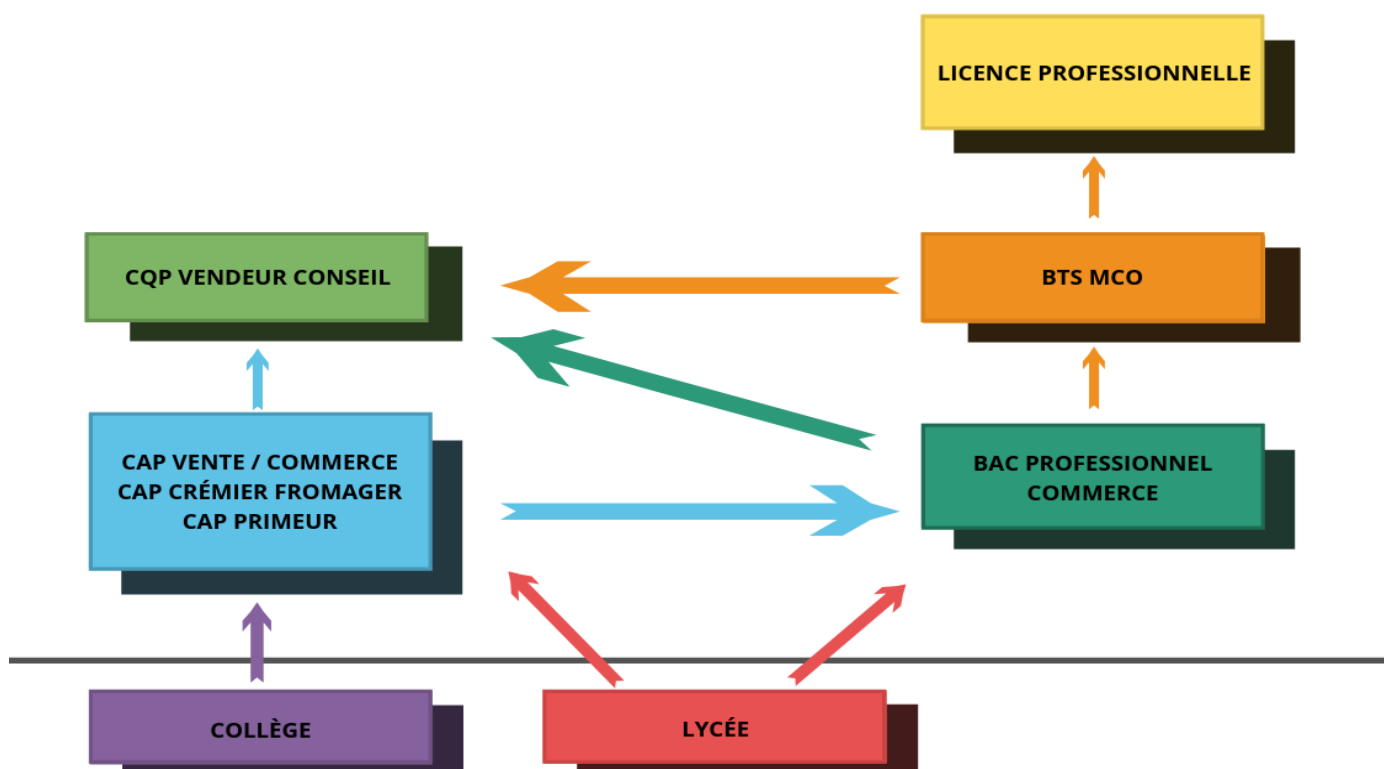 LICENCE PROFESSIONNELLE
CQP VENDEUR CONSEIL
BTS MCO
CAP VENTE / COMMERCE
CAP CRÉMIER FROMAGER
CAP PRIMEUR
BAC PROFESSIONNEL
COMMERCE
COLLÈGE
LYCÉE